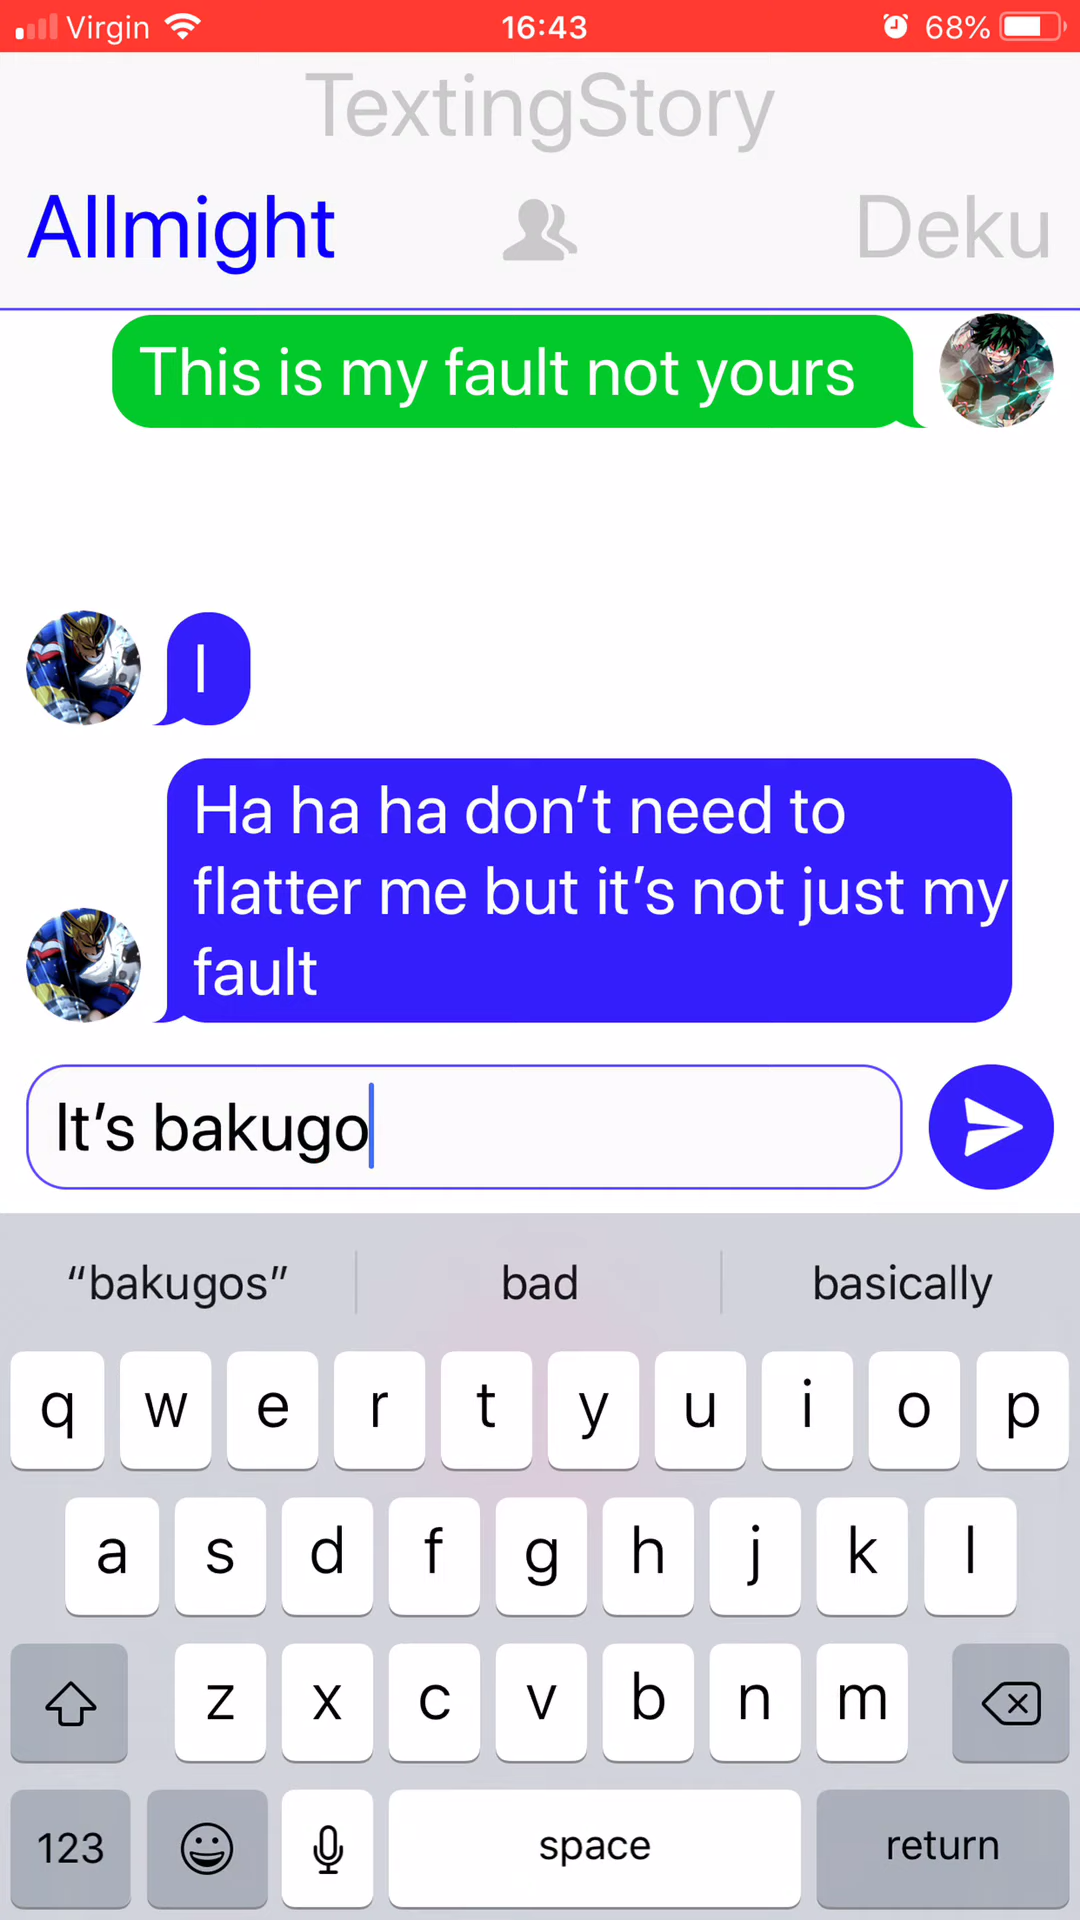 Virgin 16:43 68%
TextingStory
Allmight Deku
This is my fault not yours
I
Ha ha ha don’t need to
flatter me but it’s not just my
fault
It’s bakugo
“bakugos” bad basically
q w e r t y u i o p
a s d f g h j k l
z x c v b n m
123 space return